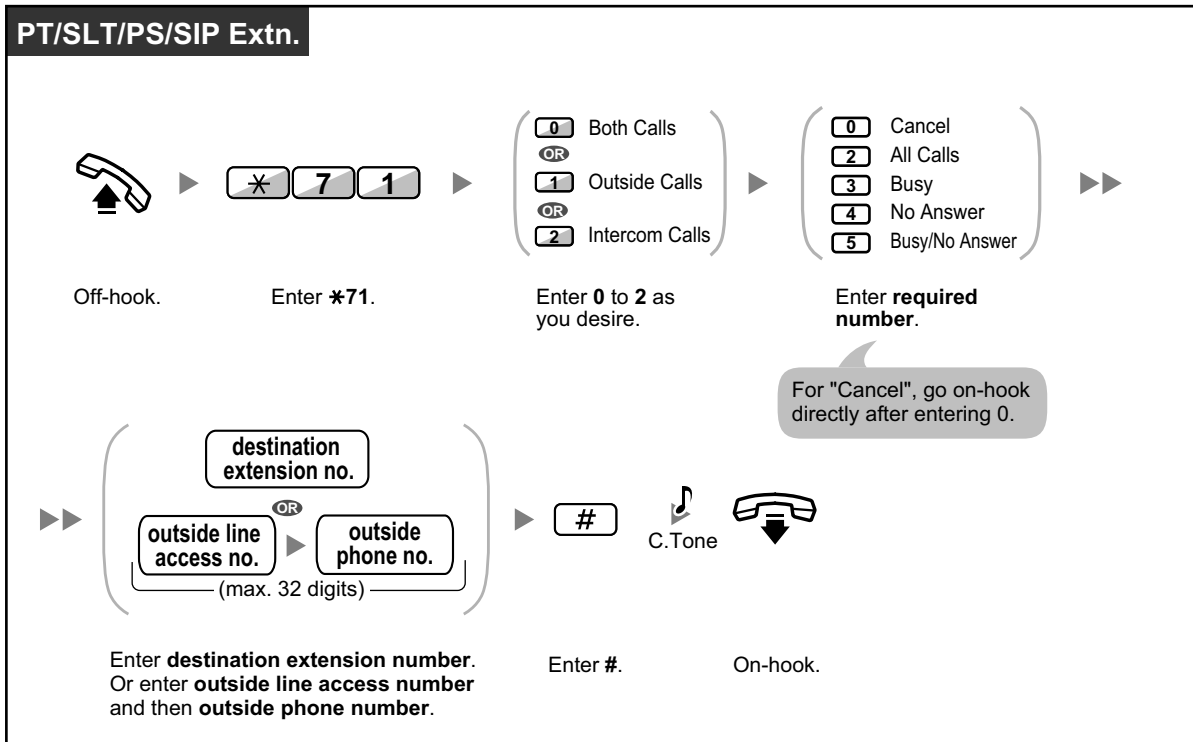 PT/SLT/PS/SIP Extn.
✳ 7 1
0 Both Calls
OR
1 Outside Calls
OR
2 Intercom Calls
0 Cancel
2 All Calls
3 Busy
4 No Answer
5 Busy/No Answer
Off-hook.
Enter ✳71.
Enter 0 to 2 as
you desire.
Enter required
number.
For "Cancel", go on-hook
directly after entering 0.
destination
extension no.
OR
outside line
access no.
outside
phone no.
(max. 32 digits)
#
C.Tone
Enter destination extension number.
Or enter outside line access number
and then outside phone number.
Enter #.
On-hook.